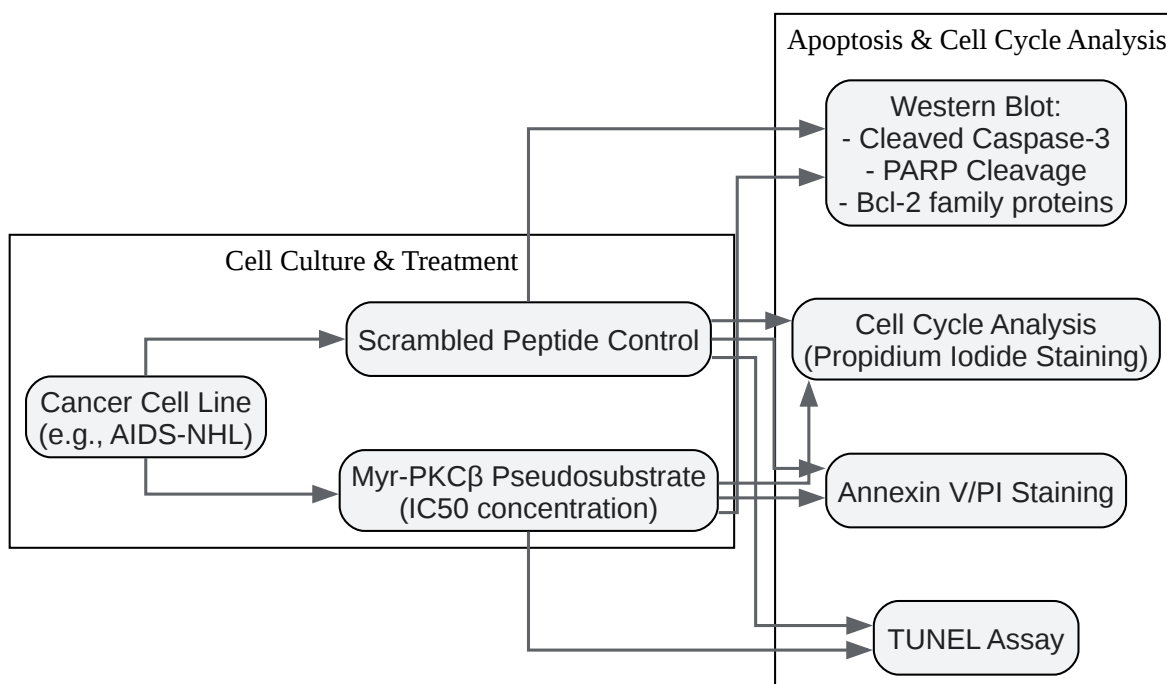 Apoptosis & Cell Cycle Analysis
Western Blot:
- Cleaved Caspase-3
- PARP Cleavage
- Bcl-2 family proteins
Cell Culture & Treatment
Scrambled Peptide Control
Cell Cycle Analysis
(Propidium Iodide Staining)
Cancer Cell Line
(e.g., AIDS-NHL)
Myr-PKCβ Pseudosubstrate
(IC50 concentration)
Annexin V/PI Staining
TUNEL Assay